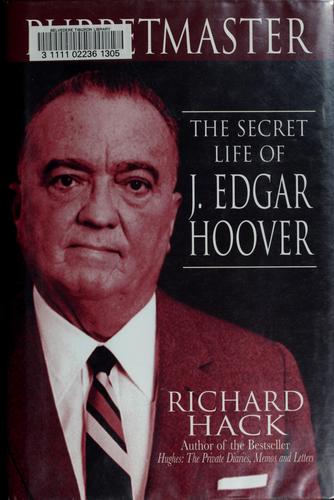 BELVEDERE TIBURON LIBRARY
3 1111 02236 1305
PUPPETMASTER
THE SECRET
LIFE OF
J. EDGAR
HOOVER
RICHARD
HACK
Author of the Bestseller
Hughes: The Private Diaries, Memos and Letters